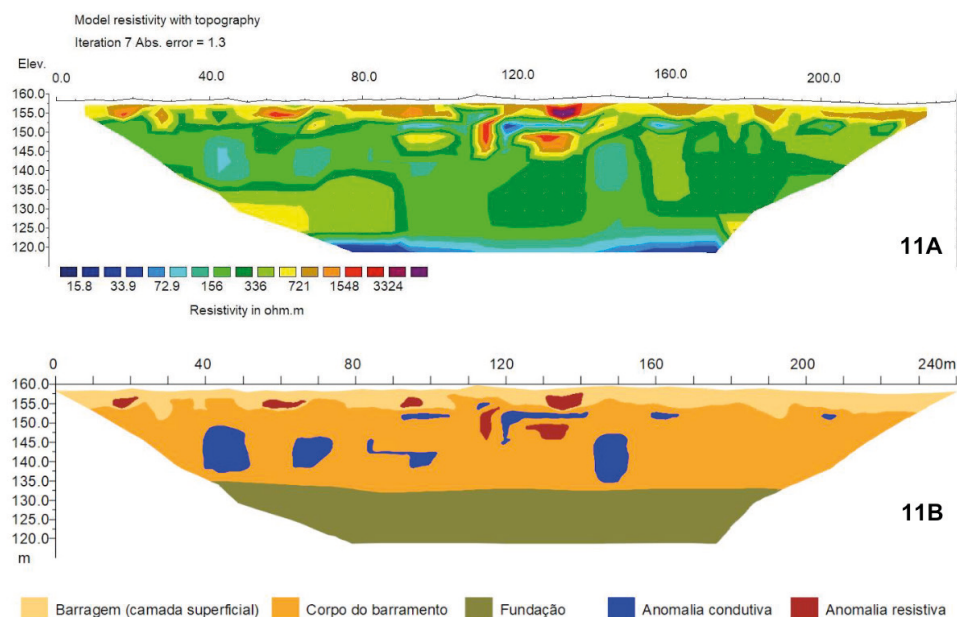 Model resistivity with topography
Iteration 7 Abs. error = 1.3
Elev.
0.0 40.0 80.0 120.0 160.0 200.0
160.0
155.0
150.0
145.0
140.0
135.0
130.0
125.0
120.0
11A
15.8 33.9 72.9 156 336 721 1548 3324
Resistivity in ohm.m
0 40 80 120 160 200 240m
160.0
155.0
150.0
145.0
140.0
135.0
130.0
125.0
120.0
m
11B
Barragem (camada superficial) Corpo do barramento Fundação Anomalia condutiva Anomalia resistiva